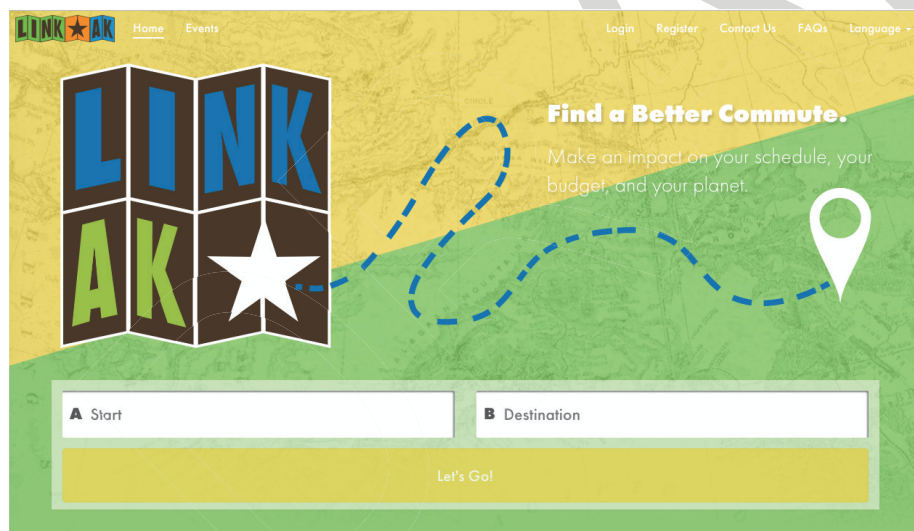 LINK★AK Home Events Login Register Contact Us FAQs Language
LINK
AK
Find a Better Commute.
Make an impact on your schedule, your
budget, and your planet.
CIRCLE
A Start B Destination
Let's Go!